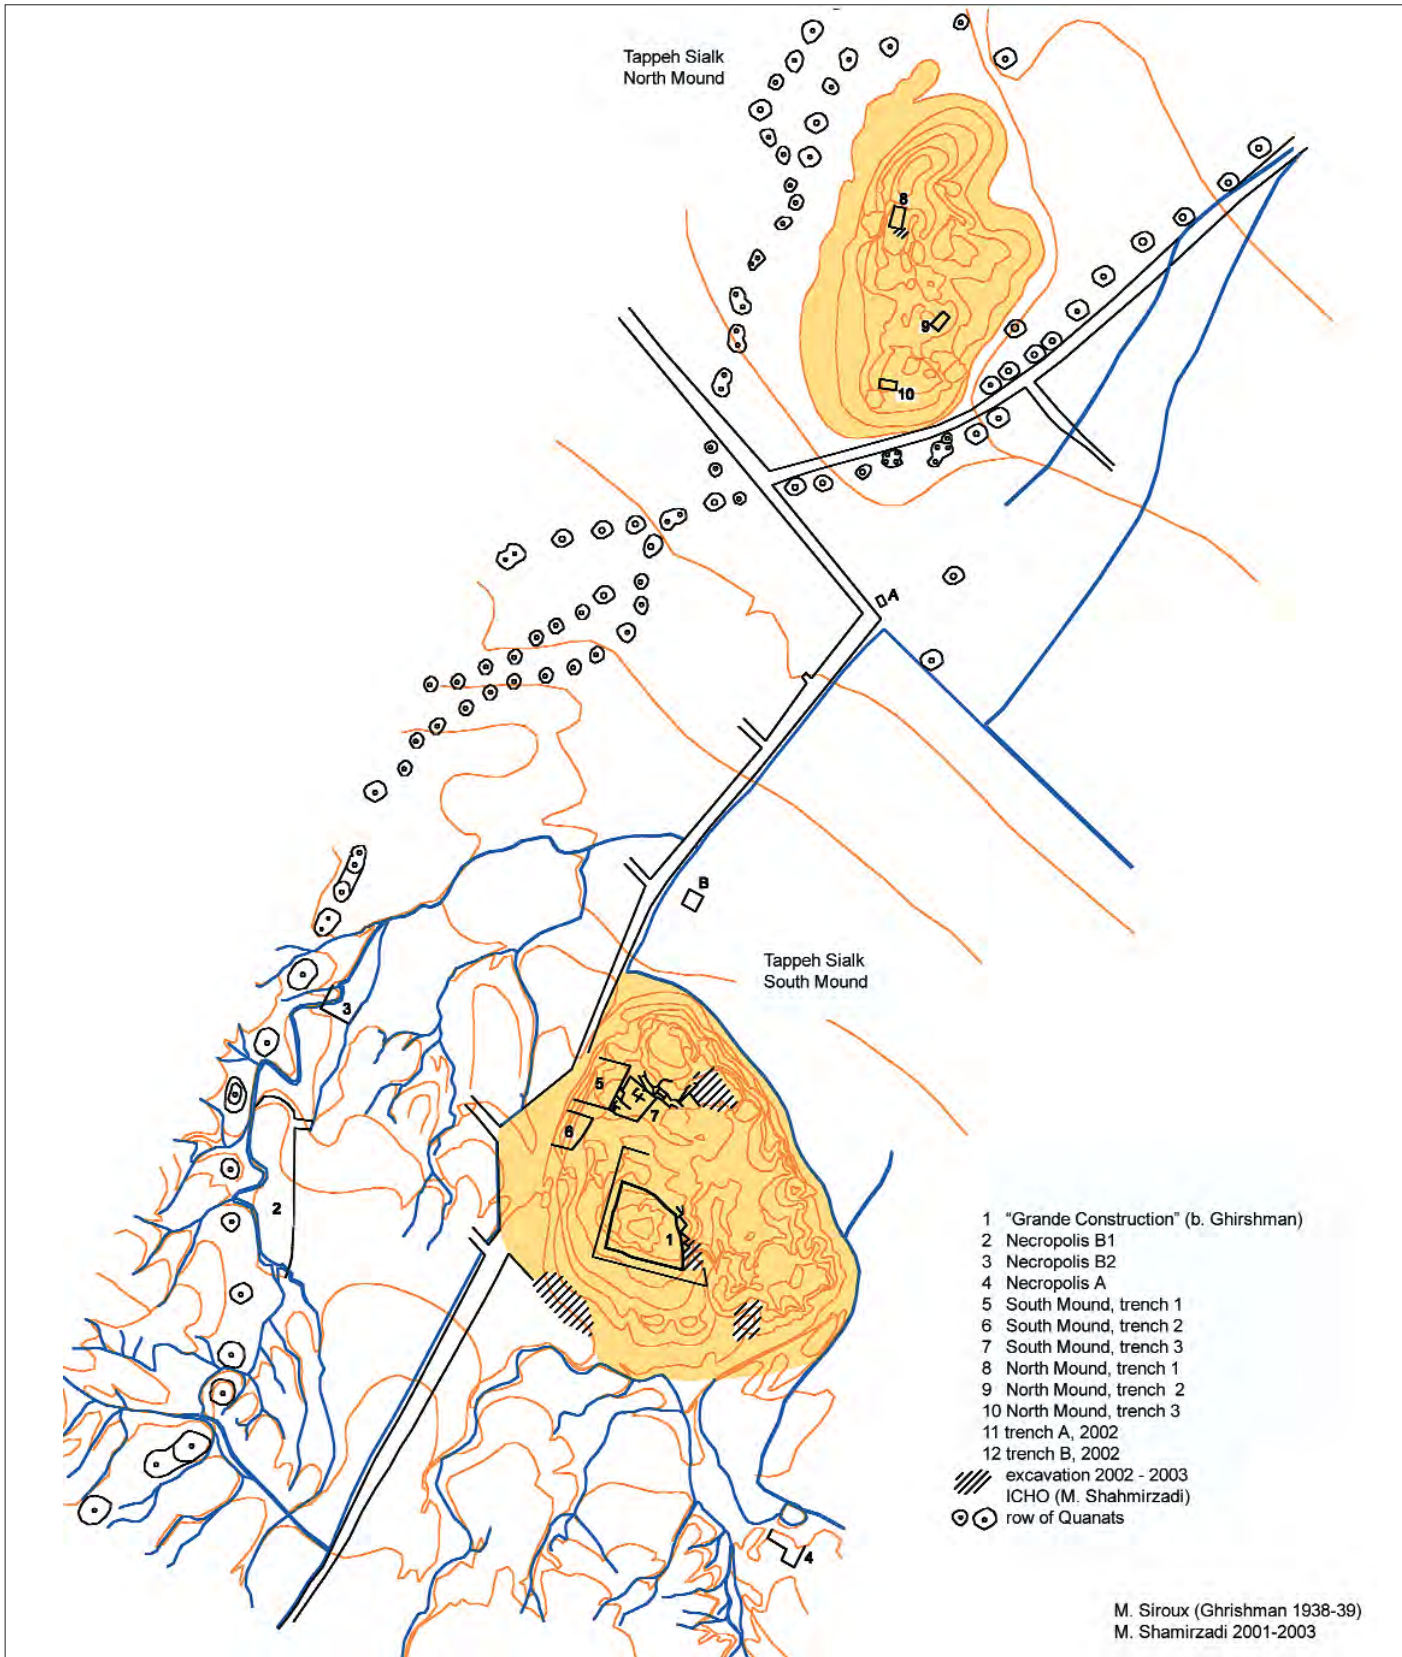 Tappeh Sialk
North Mound
8
9
10
A
B
Tappeh Sialk
South Mound
3
5
7
6
2
1
4
1 "Grande Construction" (b. Ghirshman)
2 Necropolis B1
3 Necropolis B2
4 Necropolis A
5 South Mound, trench 1
6 South Mound, trench 2
7 South Mound, trench 3
8 North Mound, trench 1
9 North Mound, trench 2
10 North Mound, trench 3
11 trench A, 2002
12 trench B, 2002
excavation 2002 - 2003
ICHO (M. Shahmirzadi)
row of Quanats
M. Siroux (Ghrishman 1938-39)
M. Shamirzadi 2001-2003